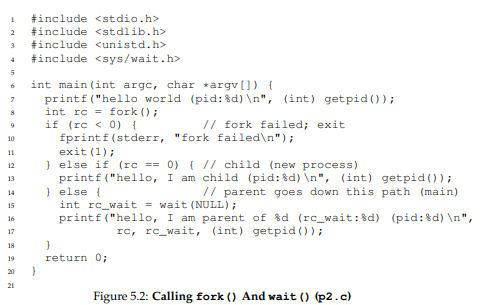 1 #include <stdio.h>
2 #include <stdlib.h>
3 #include <unistd.h>
4 #include <sys/wait.h>
5
6 int main(int argc, char *argv[]) {
7 printf("hello world (pid:%d)\n", (int) getpid());
8 int rc = fork();
9 if (rc < 0) { // fork failed; exit
10 fprintf(stderr, "fork failed\n");
11 exit(1);
12 } else if (rc == 0) { // child (new process)
13 printf("hello, I am child (pid:%d)\n", (int) getpid());
14 } else { // parent goes down this path (main)
15 int rc_wait = wait(NULL);
16 printf("hello, I am parent of %d (rc_wait:%d) (pid:%d)\n",
17 rc, rc_wait, (int) getpid());
18 }
19 return 0;
20 }
21
Figure 5.2: Calling fork() And wait() (p2.c)